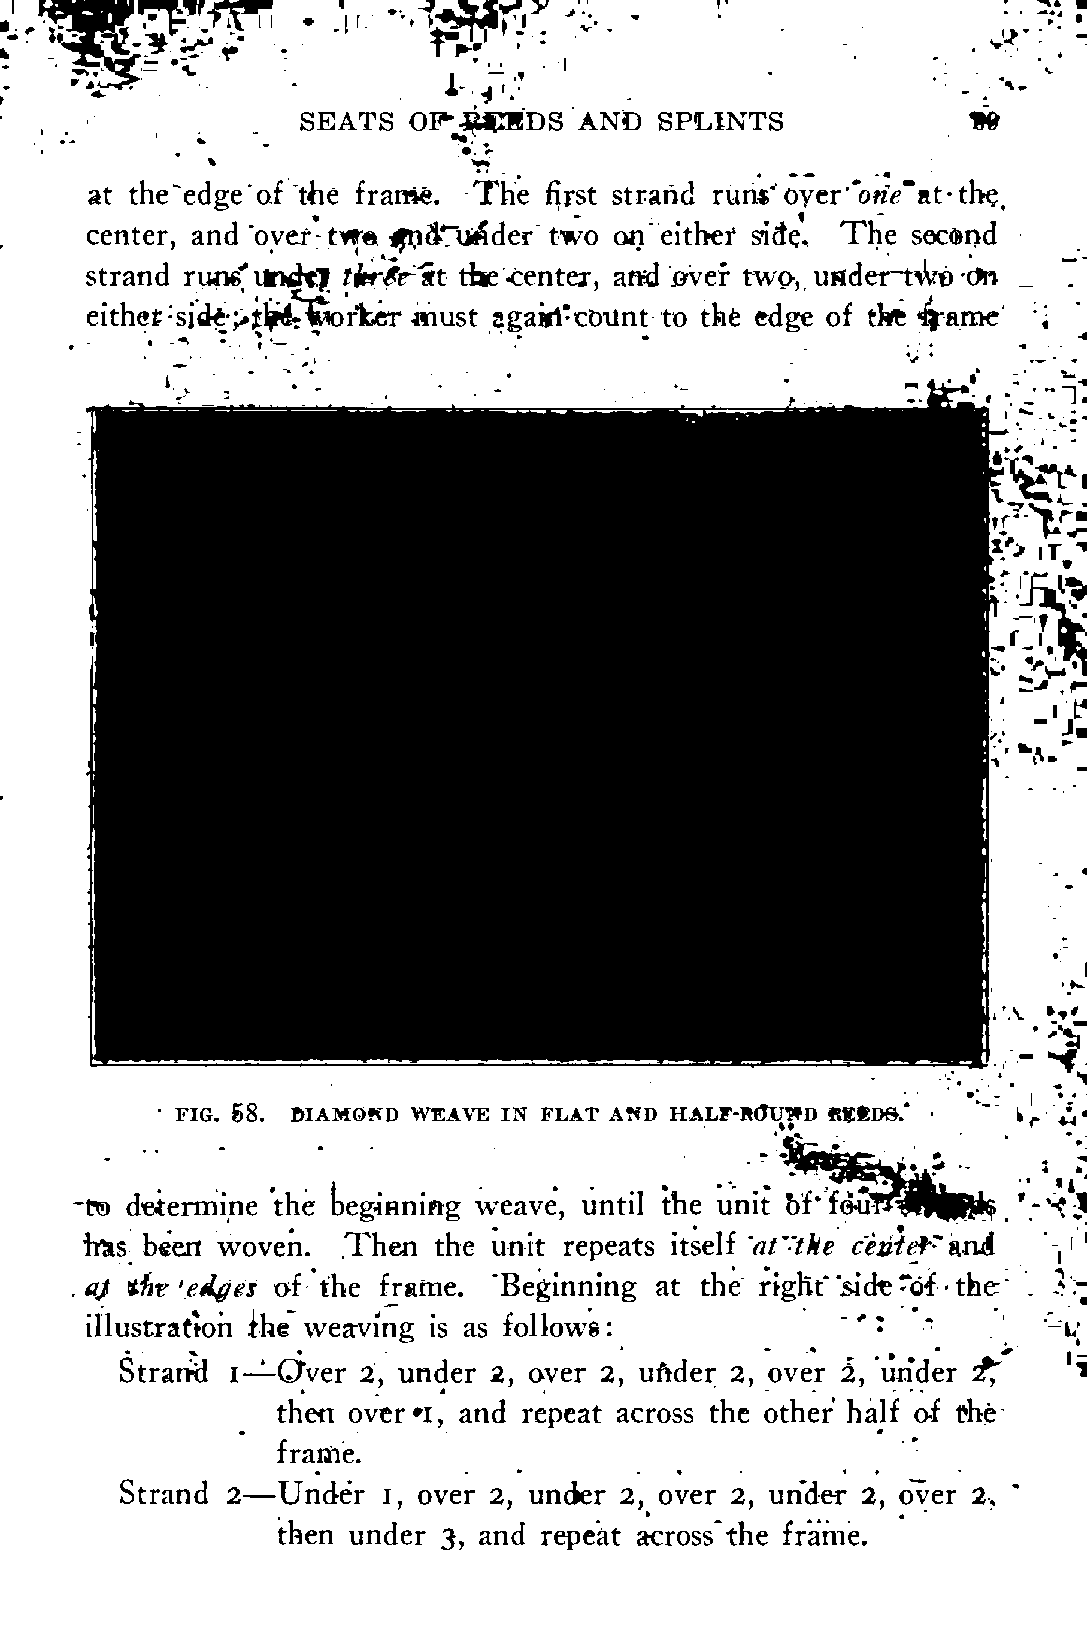 SEATS OF REEDS AND SPLINTS
at the edge of the frame. The first strand runs over one at the
center, and over two and under two on either side. The second
strand runs under three at the center, and over two, under two on
either side; the worker must again count to the edge of the frame
FIG. 58. DIAMOND WEAVE IN FLAT AND HALF-ROUND REEDS.
to determine the beginning weave, until the unit of four
has been woven. Then the unit repeats itself at the center and
at the edges of the frame. Beginning at the right side of the
illustration the weaving is as follows:
Strand 1—Over 2, under 2, over 2, under 2, over 2, under 2,
then over 1, and repeat across the other half of the
frame.
Strand 2—Under 1, over 2, under 2, over 2, under 2, over 2,
then under 3, and repeat across the frame.